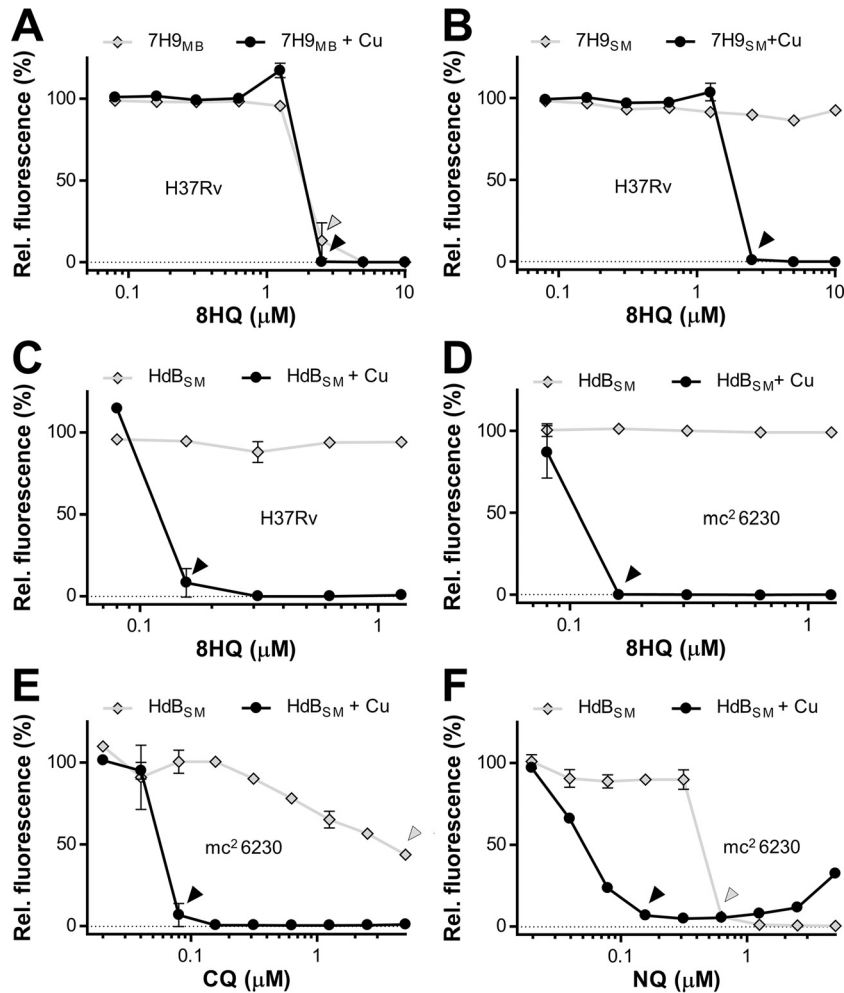 A
7H9MB 7H9MB + Cu
Rel. fluorescence (%)
100
50
0
H37Rv
0.1 1 10
8HQ (μM)
B
7H9SM 7H9SM+Cu
Rel. fluorescence (%)
100
50
0
H37Rv
0.1 1 10
8HQ (μM)
C
HdBSM HdBSM + Cu
Rel. fluorescence (%)
100
50
0
H37Rv
0.1 1
8HQ (μM)
D
HdBSM HdBSM+ Cu
Rel. fluorescence (%)
100
50
0
mc² 6230
0.1 1
8HQ (μM)
E
HdBSM HdBSM + Cu
Rel. fluorescence (%)
100
50
0
mc² 6230
0.1 1
CQ (μM)
F
HdBSM HdBSM + Cu
Rel. fluorescence (%)
100
50
0
mc² 6230
0.1 1
NQ (μM)